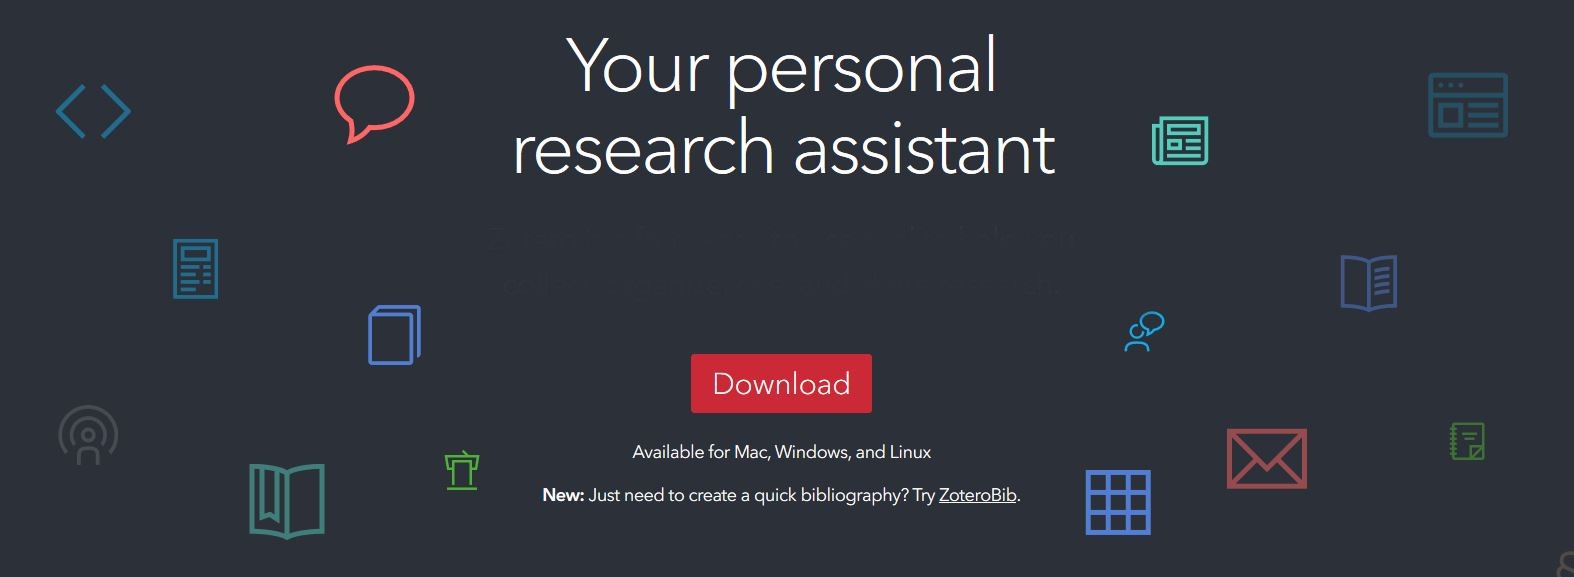 Your personal
research assistant
Download
Available for Mac, Windows, and Linux
New: Just need to create a quick bibliography? Try ZoteroBib.